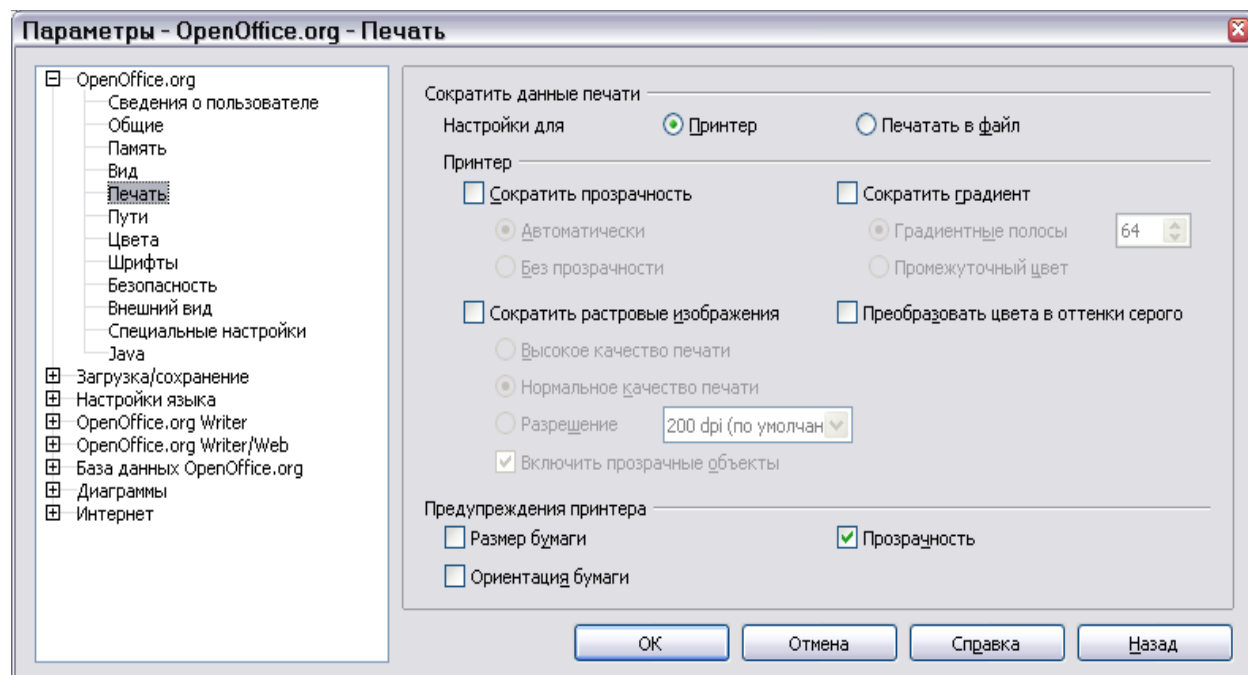 Параметры - OpenOffice.org - Печать
OpenOffice.org
Сведения о пользователе
Общие
Память
Вид
Печать
Пути
Цвета
Шрифты
Безопасность
Внешний вид
Специальные настройки
Java
Загрузка/сохранение
Настройки языка
OpenOffice.org Writer
OpenOffice.org Writer/Web
База данных OpenOffice.org
Диаграммы
Интернет
Сократить данные печати
Настройки для Принтер Печатать в файл
Принтер
Сократить прозрачность Сократить градиент
Автоматически Градиентные полосы 64
Без прозрачности Промежуточный цвет
Сократить растровые изображения Преобразовать цвета в оттенки серого
Высокое качество печати
Нормальное качество печати
Разрешение 200 dpi (по умолчан
Включить прозрачные объекты
Предупреждения принтера
Размер бумаги Прозрачность
Ориентация бумаги
ОК Отмена Справка Назад